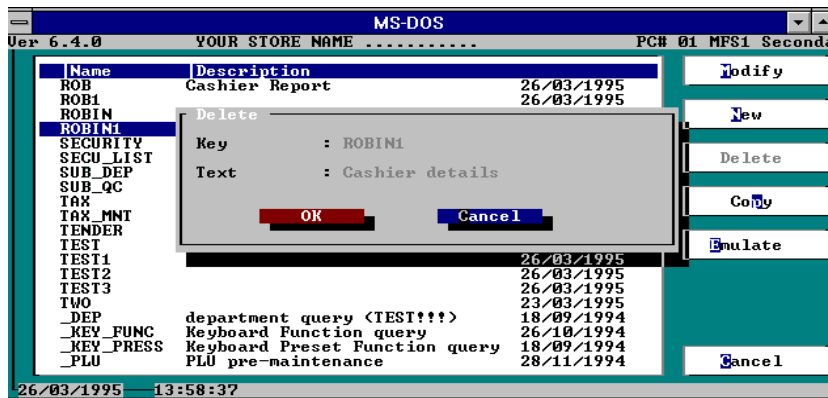 MS-DOS
Ver 6.4.0 YOUR STORE NAME ........... PC# 01 MFS1 Seconda
Name Description
ROB Cashier Report 26/03/1995
ROB1 26/03/1995
ROBIN
ROBIN1
SECURITY
SECU_LIST
SUB_DEP
SUB_QC
TAX
TAX_MNT
TENDER
TEST
TEST1 26/03/1995
TEST2 26/03/1995
TEST3 26/03/1995
TWO 23/03/1995
_DEP department query (TEST!!!) 18/09/1994
_KEY_FUNC Keyboard Function query 26/10/1994
_KEY_PRESS Keyboard Preset Function query 18/09/1994
_PLU PLU pre-maintenance 28/11/1994
Delete
Key : ROBIN1
Text : Cashier details
OK Cancel
Modify
New
Delete
Copy
Emulate
Cancel
26/03/1995 13:58:37